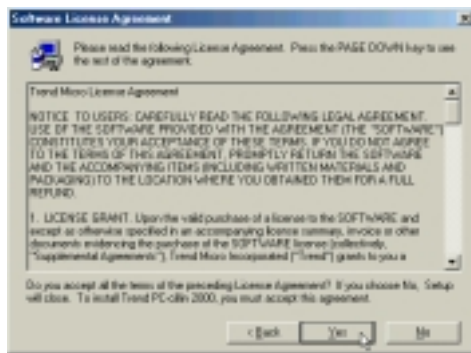 Software License Agreement
Please read the following License Agreement. Press the PAGE DOWN key to see
the rest of the agreement.
Trend Micro License Agreement
NOTICE TO USERS: CAREFULLY READ THE FOLLOWING LEGAL AGREEMENT.
USE OF THE SOFTWARE PROVIDED WITH THE AGREEMENT (THE "SOFTWARE")
CONSTITUTES YOUR ACCEPTANCE OF THESE TERMS. IF YOU DO NOT AGREE
TO THE TERMS OF THIS AGREEMENT, PROMPTLY RETURN THE SOFTWARE
AND THE ACCOMPANYING ITEMS (INCLUDING WRITTEN MATERIALS AND
PACKAGING) TO THE LOCATION WHERE YOU OBTAINED THEM FOR A FULL
REFUND.
1. LICENSE GRANT. Upon the valid purchase of a license to the SOFTWARE and
except as otherwise specified in an accompanying license summary, invoice or other
documents evidencing the purchase of the SOFTWARE license (collectively,
"Supplemental Agreements"), Trend Micro Incorporated ("Trend") grants to you a
Do you accept all the terms of the preceding License Agreement? If you choose No, Setup
will close. To install Trend PC-cillin 2000, you must accept this agreement.
< Back
Yes
No